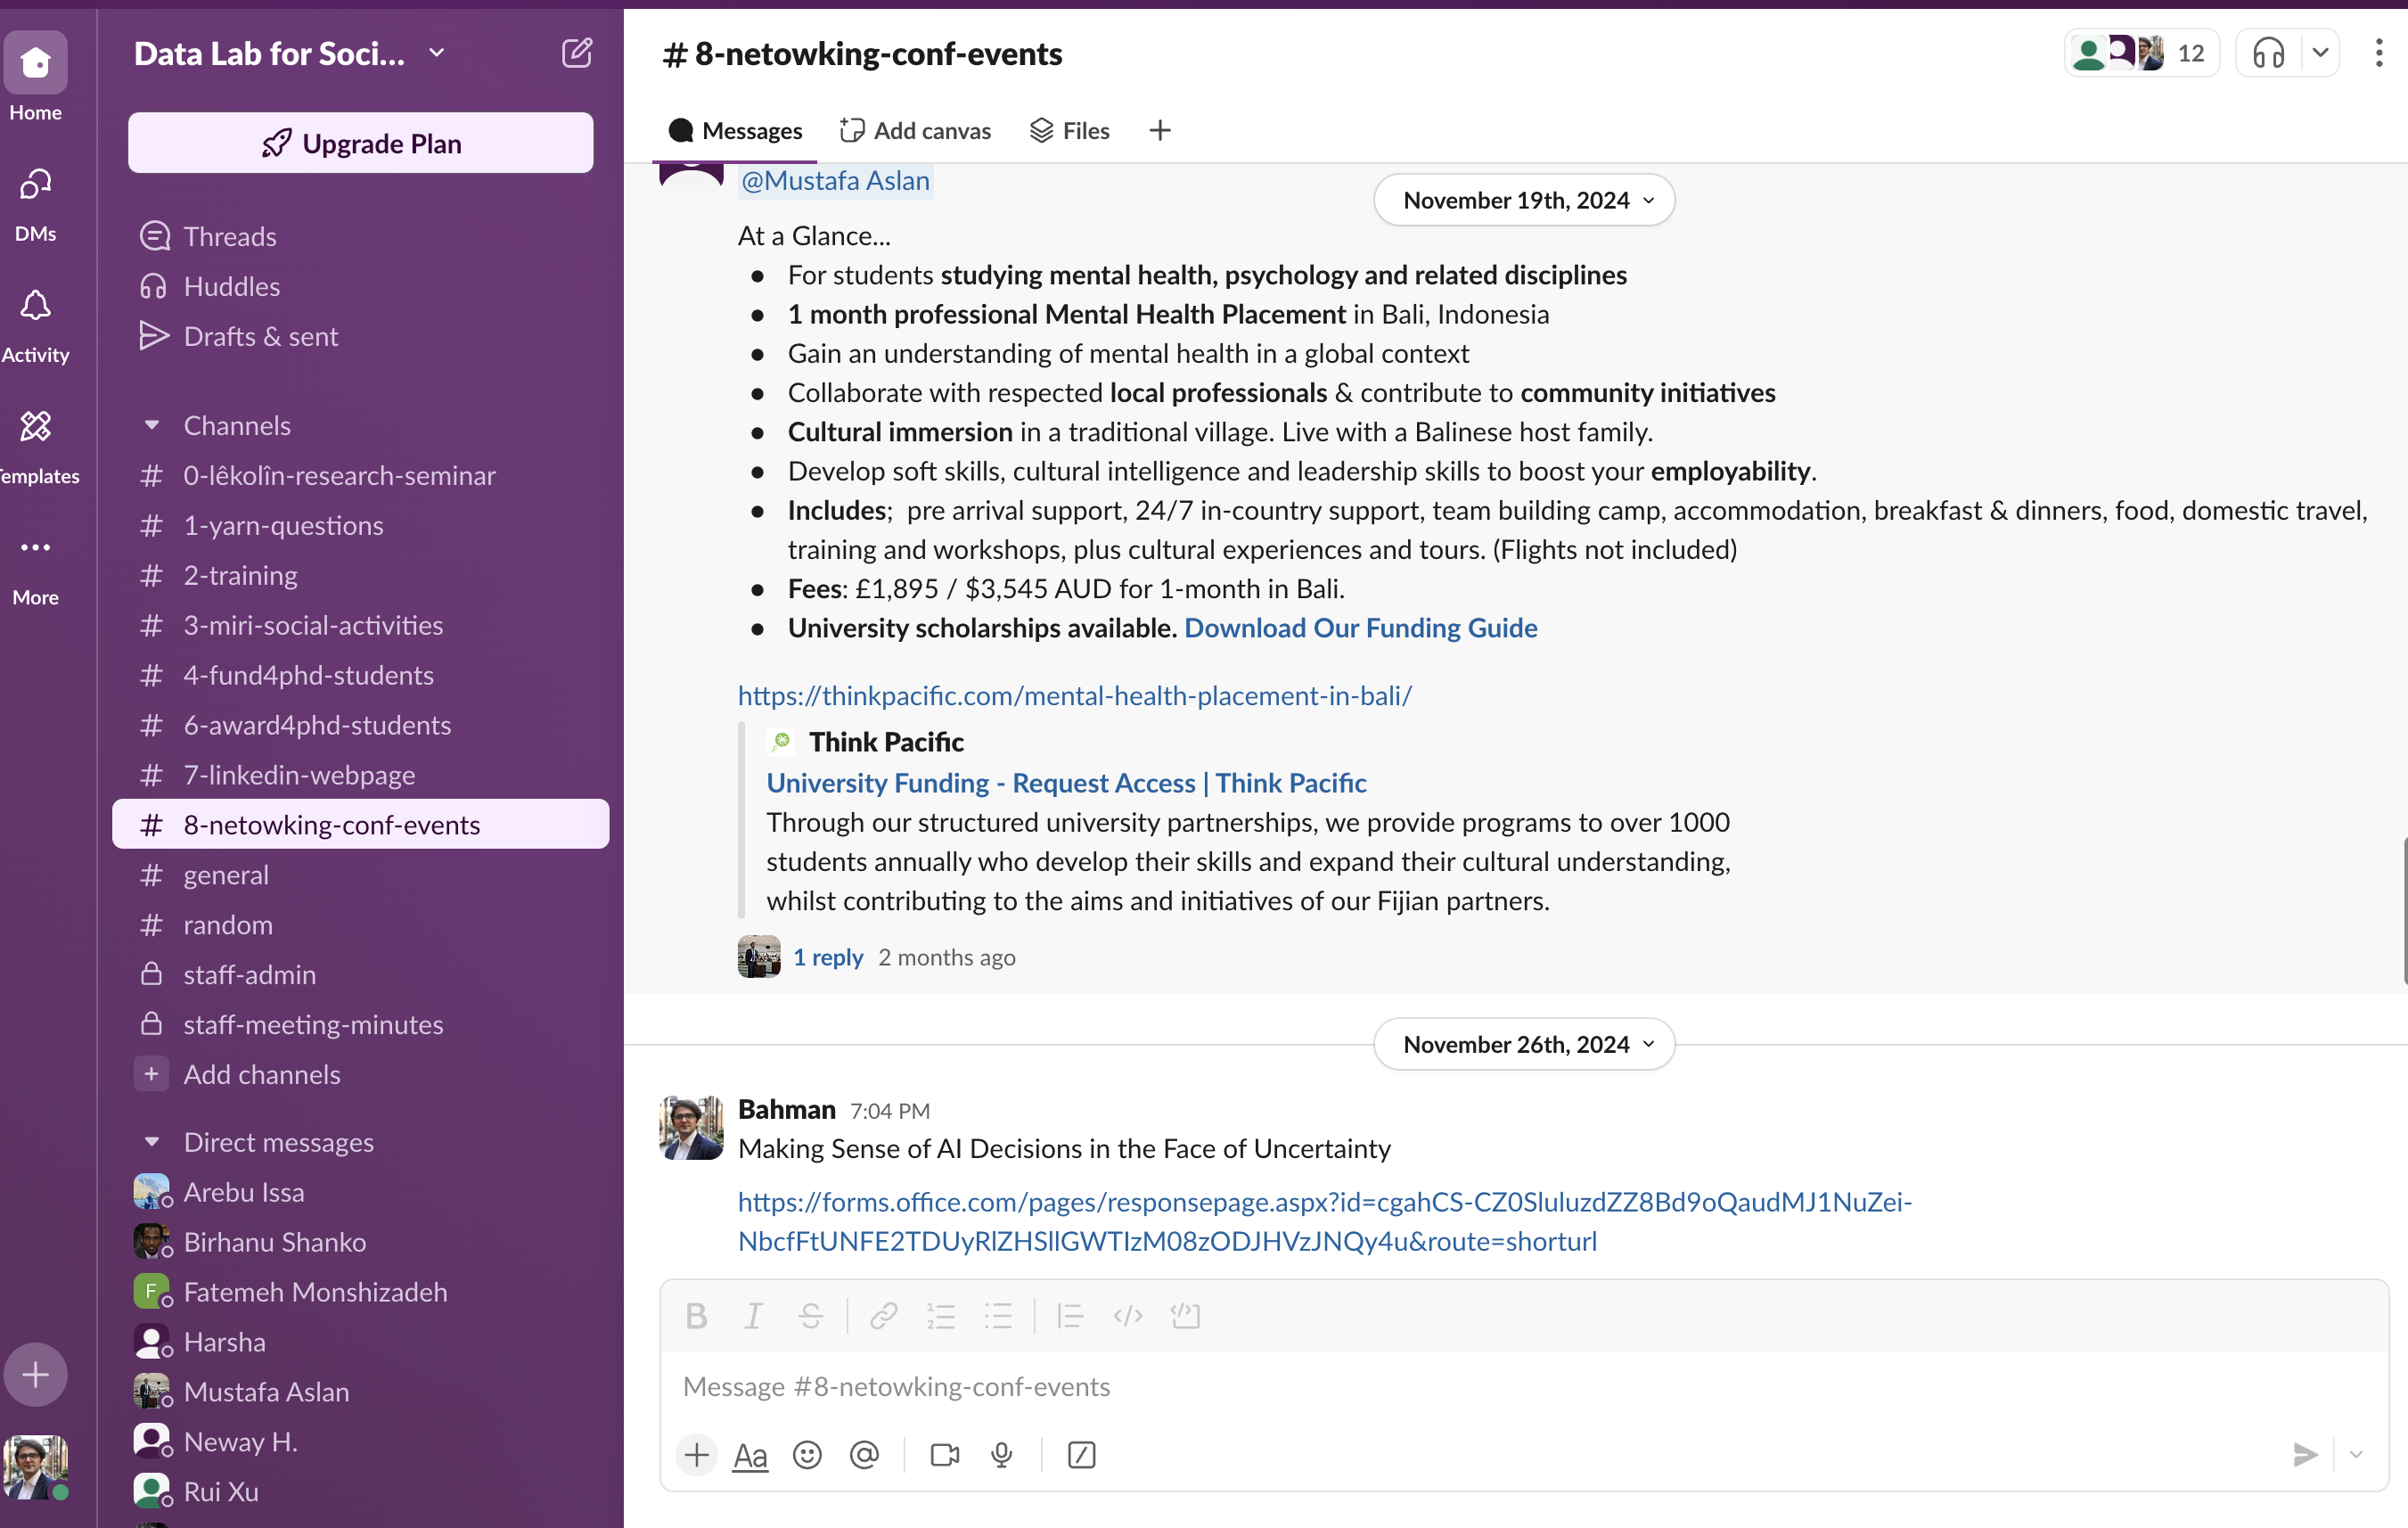 Home
DMs
Activity
Templates
More
Data Lab for Soci...
Upgrade Plan
Threads
Huddles
Drafts & sent
Channels
# 0-lêkolîn-research-seminar
# 1-yarn-questions
# 2-training
# 3-miri-social-activities
# 4-fund4phd-students
# 6-award4phd-students
# 7-linkedin-webpage
# 8-netowking-conf-events
# general
# random
staff-admin
staff-meeting-minutes
+ Add channels
Direct messages
Arebu Issa
Birhanu Shanko
F Fatemeh Monshizadeh
Harsha
Mustafa Aslan
Neway H.
Rui Xu
# 8-netowking-conf-events
12
Messages
Add canvas
Files
@Mustafa Aslan
November 19th, 2024
At a Glance...
• For students studying mental health, psychology and related disciplines
• 1 month professional Mental Health Placement in Bali, Indonesia
• Gain an understanding of mental health in a global context
• Collaborate with respected local professionals & contribute to community initiatives
• Cultural immersion in a traditional village. Live with a Balinese host family.
• Develop soft skills, cultural intelligence and leadership skills to boost your employability.
• Includes;  pre arrival support, 24/7 in-country support, team building camp, accommodation, breakfast & dinners, food, domestic travel,
training and workshops, plus cultural experiences and tours. (Flights not included)
• Fees: £1,895 / $3,545 AUD for 1-month in Bali.
• University scholarships available. Download Our Funding Guide
https://thinkpacific.com/mental-health-placement-in-bali/
Think Pacific
University Funding - Request Access | Think Pacific
Through our structured university partnerships, we provide programs to over 1000
students annually who develop their skills and expand their cultural understanding,
whilst contributing to the aims and initiatives of our Fijian partners.
1 reply 2 months ago
November 26th, 2024
Bahman 7:04 PM
Making Sense of AI Decisions in the Face of Uncertainty
https://forms.office.com/pages/responsepage.aspx?id=cgahCS-CZ0SluluzdZZ8Bd9oQaudMJ1NuZei-
NbcfFtUNFE2TDUyRlZHSllGWTIzM08zODJHVzJNQy4u&route=shorturl
Message #8-netowking-conf-events
Aa